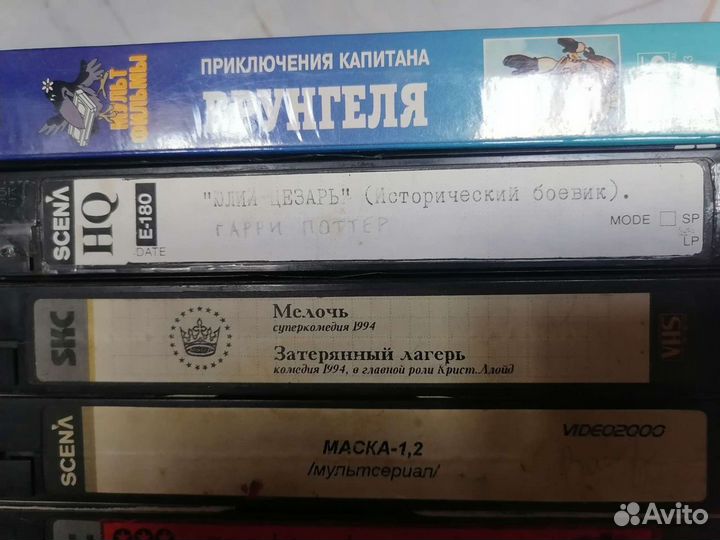 МУЛЬТ
ФИЛЬМЫ
ПРИКЛЮЧЕНИЯ КАПИТАНА
ВРУНГЕЛЯ
SCENA
HQ
E-180
DATE
"ЮЛИЙ ЦЕЗАРЬ" (Исторический боевик).
ГАРРИ ПОТТЕР
MODE SP
LP
SKC
Мелочь
суперкомедия 1994
Затерянный лагерь
комедия 1994, в главной роли Крист.Ллойд
VHS
SCENA
МАСКА-1,2
/мультсериал/
VIDEO2000
Avito